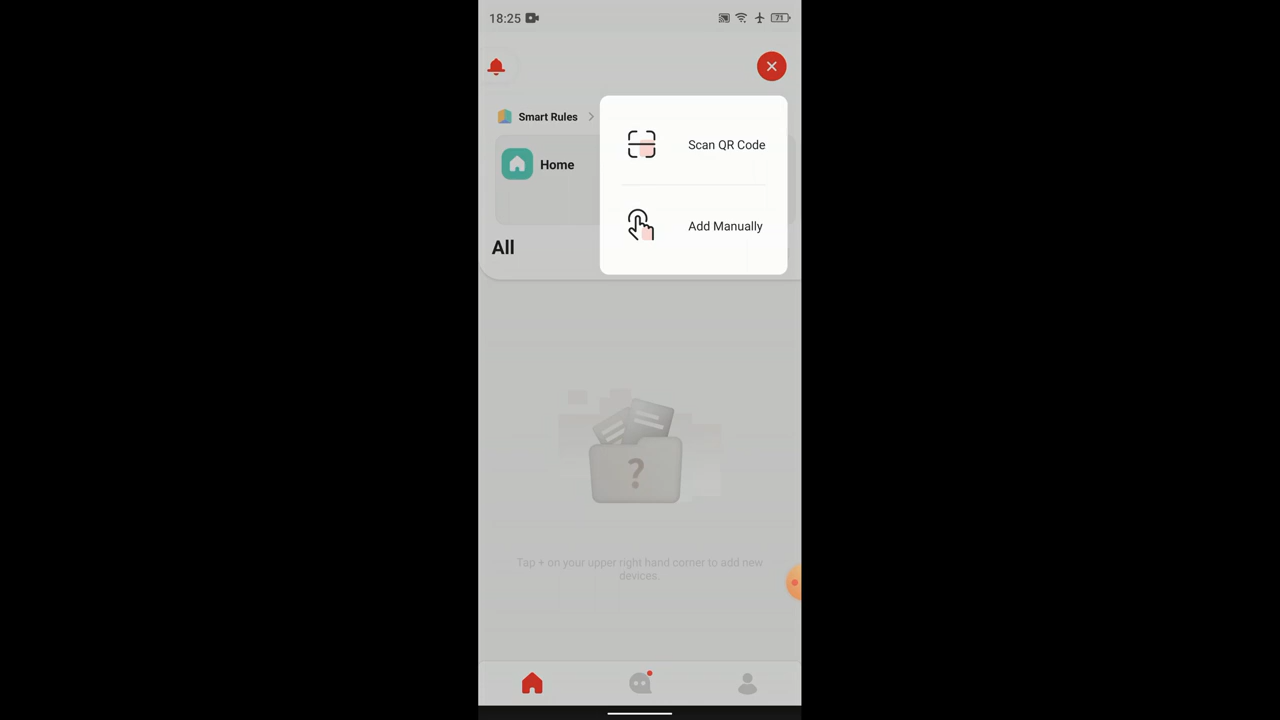 18:25
71
Smart Rules
Scan QR Code
Home
Add Manually
All
?
Tap + on your upper right hand corner to add new
devices.